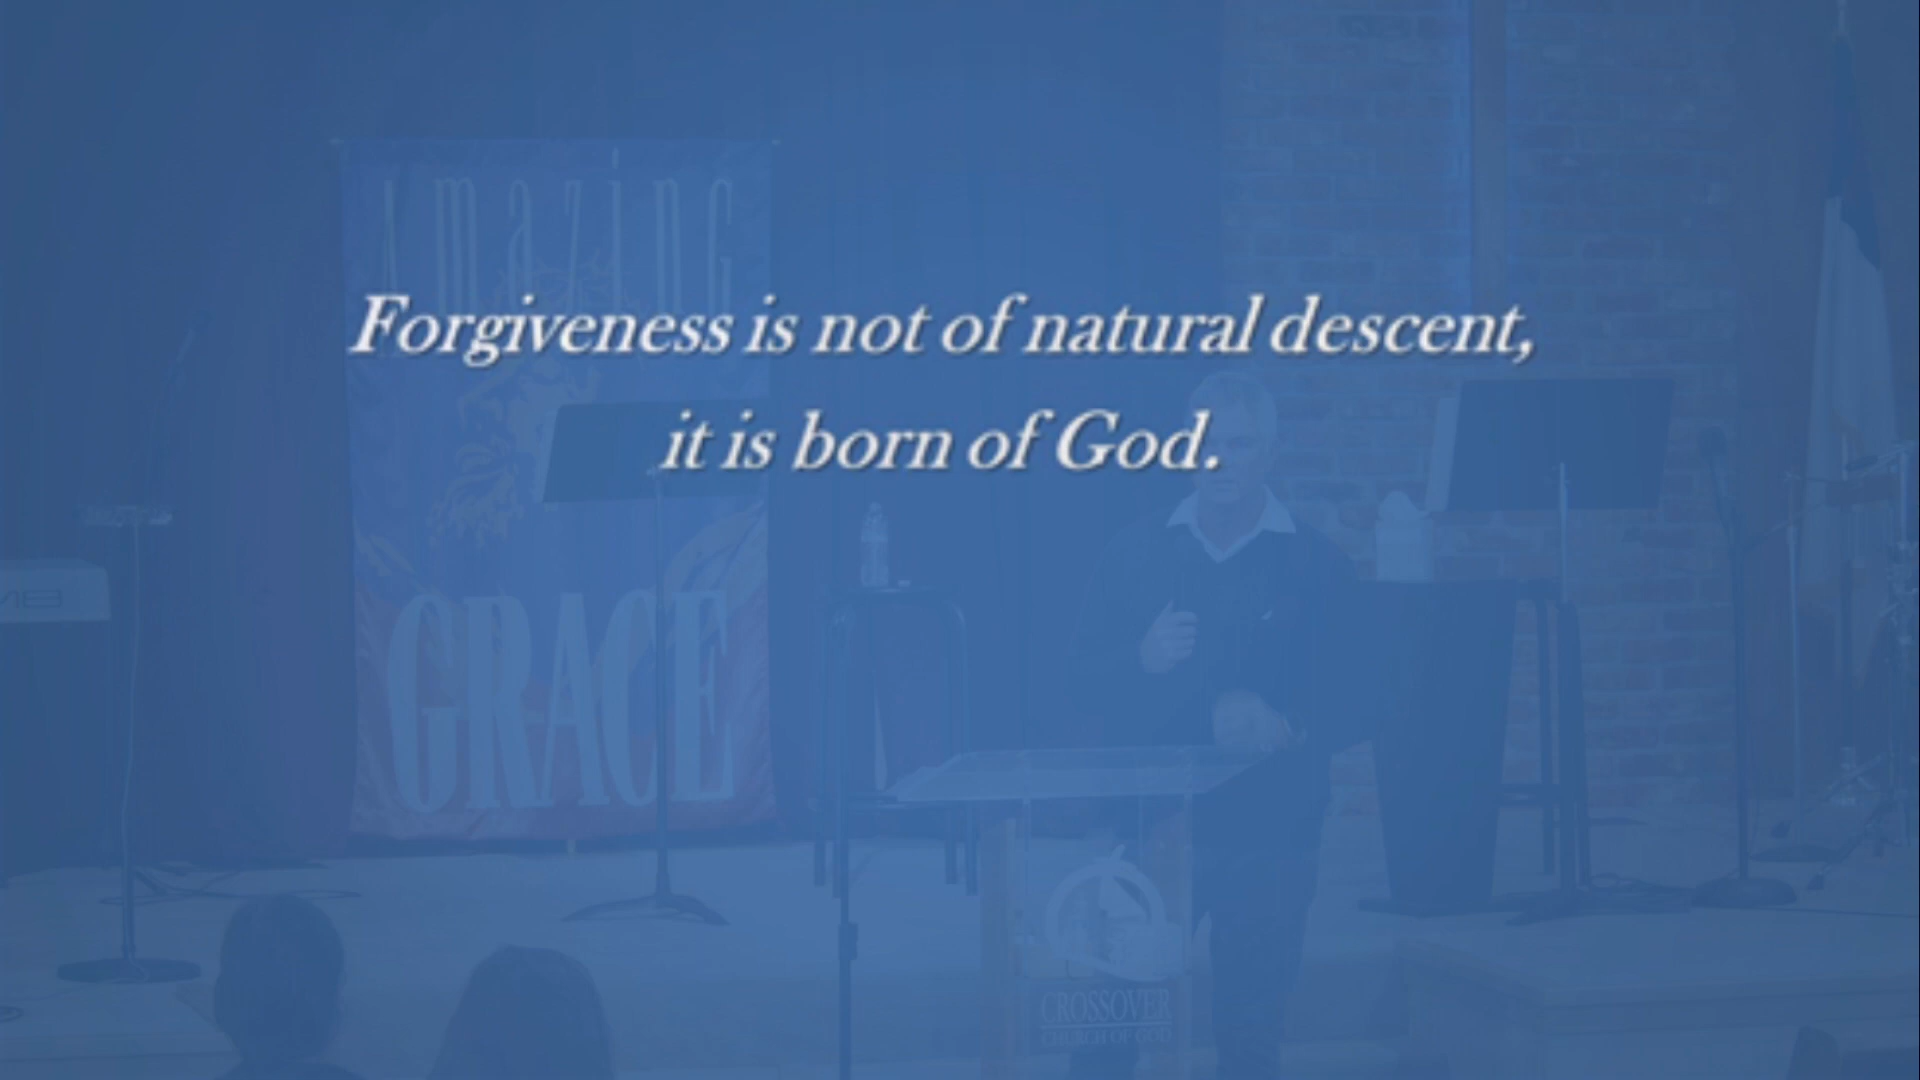 Forgiveness is not of natural descent,
it is born of God.
AmazinG
GRACE
CROSSOVER
CHURCH OF GOD